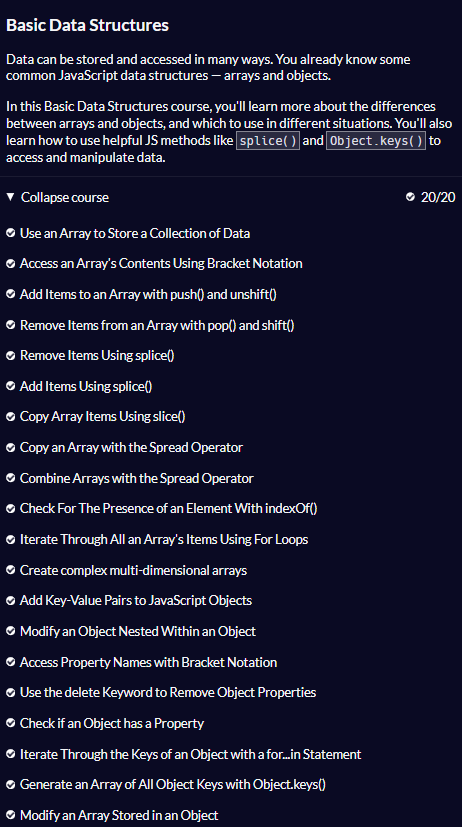 Basic Data Structures
Data can be stored and accessed in many ways. You already know some
common JavaScript data structures — arrays and objects.
In this Basic Data Structures course, you'll learn more about the differences
between arrays and objects, and which to use in different situations. You'll also
learn how to use helpful JS methods like splice() and Object.keys() to
access and manipulate data.
Collapse course 20/20
Use an Array to Store a Collection of Data
Access an Array's Contents Using Bracket Notation
Add Items to an Array with push() and unshift()
Remove Items from an Array with pop() and shift()
Remove Items Using splice()
Add Items Using splice()
Copy Array Items Using slice()
Copy an Array with the Spread Operator
Combine Arrays with the Spread Operator
Check For The Presence of an Element With indexOf()
Iterate Through All an Array's Items Using For Loops
Create complex multi-dimensional arrays
Add Key-Value Pairs to JavaScript Objects
Modify an Object Nested Within an Object
Access Property Names with Bracket Notation
Use the delete Keyword to Remove Object Properties
Check if an Object has a Property
Iterate Through the Keys of an Object with a for...in Statement
Generate an Array of All Object Keys with Object.keys()
Modify an Array Stored in an Object